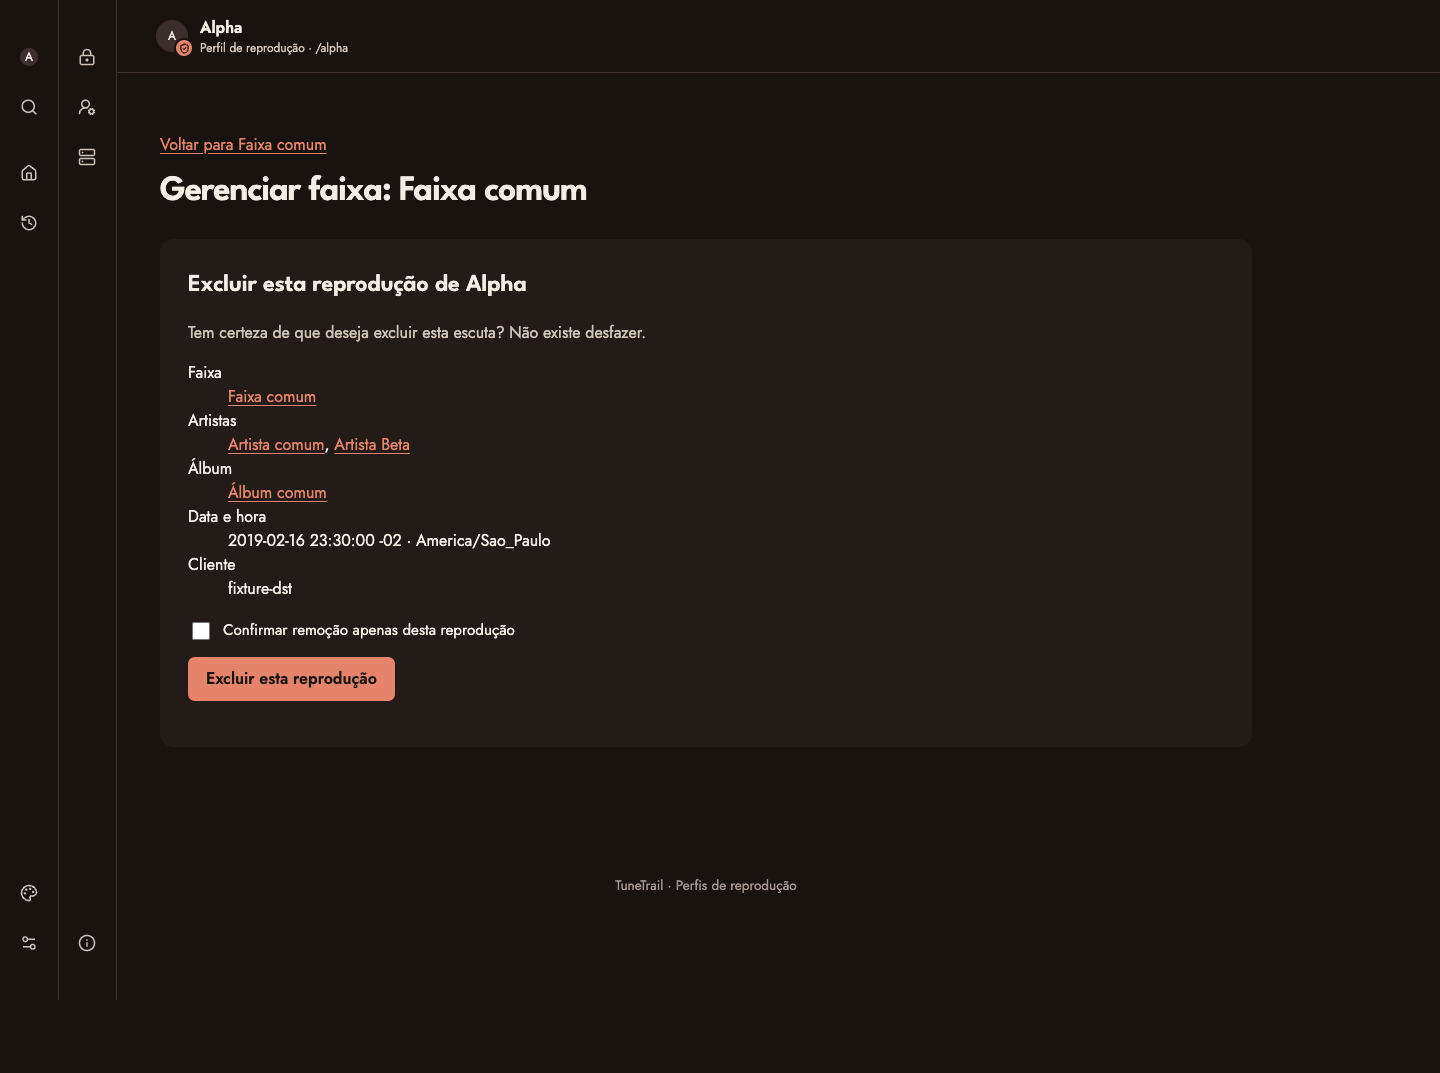 A
A
Alpha
Perfil de reprodução · /alpha
Voltar para Faixa comum
Gerenciar faixa: Faixa comum
Excluir esta reprodução de Alpha
Tem certeza de que deseja excluir esta escuta? Não existe desfazer.
Faixa
Faixa comum
Artistas
Artista comum, Artista Beta
Álbum
Álbum comum
Data e hora
2019-02-16 23:30:00 -02 · America/Sao_Paulo
Cliente
fixture-dst
Confirmar remoção apenas desta reprodução
Excluir esta reprodução
TuneTrail · Perfis de reprodução